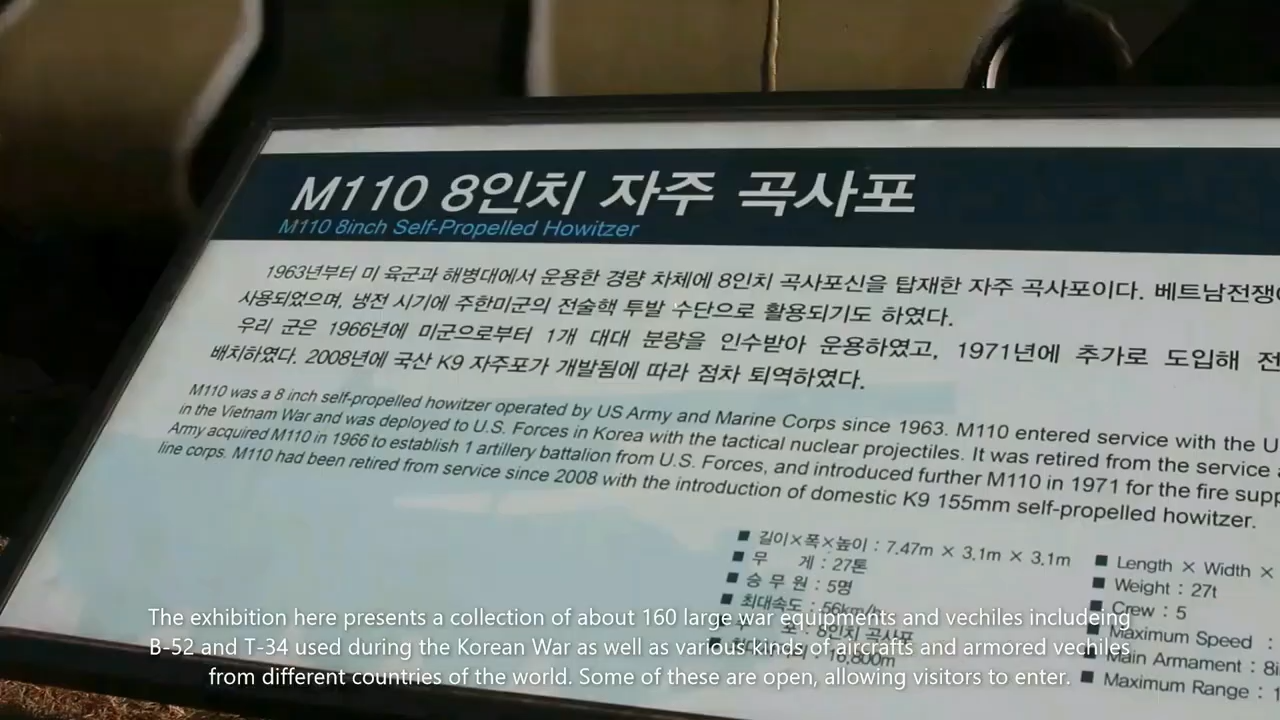 M110 8인치 자주 곡사포
M110 8inch Self-Propelled Howitzer
1963년부터 미 육군과 해병대에서 운용한 경량 차체에 8인치 곡사포신을 탑재한 자주 곡사포이다. 베트남전쟁
사용되었으며, 냉전 시기에 주한미군의 전술핵 투발 수단으로 활용되기도 하였다.
우리 군은 1966년에 미군으로부터 1개 대대 분량을 인수받아 운용하였고, 1971년에 추가로 도입해
배치하였다. 2008년에 국산 K9 자주포가 개발됨에 따라 점차 퇴역하였다.
M110 was a 8 inch self-propelled howitzer operated by US Army and Marine Corps since 1963. M110 entered service with the
in the Vietnam War and was deployed to U.S. Forces in Korea with the tactical nuclear projectiles. It was retired from the service
Army acquired M110 in 1966 to establish 1 artillery battalion from U.S. Forces, and introduced further M110 in 1971 for the fire
line corps. M110 had been retired from service since 2008 with the introduction of domestic K9 155mm self-propelled howitzer.
■ 길이×폭×높이 : 7.47m × 3.1m × 3.1m
■ 무 게 : 27톤
■ 승 무 원 : 5명
■ 최대속도 : 56km/h
포 : 8인치 곡사포
16,800m
■ Length × Width ×
■ Weight : 27t
■ Crew : 5
■ Maximum Speed :
■ Main Armament :
■ Maximum Range :
The exhibition here presents a collection of about 160 large war equipments and vechiles includeing
B-52 and T-34 used during the Korean War as well as various kinds of aircrafts and armored vechiles
from different countries of the world. Some of these are open, allowing visitors to enter.